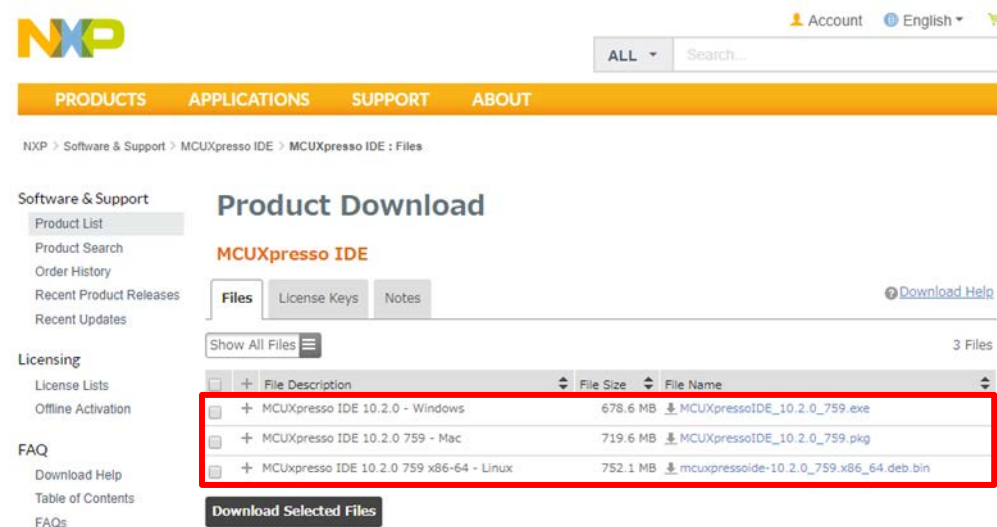 NXP
Account English
ALL Search...
PRODUCTS APPLICATIONS SUPPORT ABOUT
NXP > Software & Support > MCUXpresso IDE > MCUXpresso IDE : Files
Software & Support
Product List
Product Search
Order History
Recent Product Releases
Recent Updates
Licensing
License Lists
Offline Activation
FAQ
Download Help
Table of Contents
FAQs
Product Download
MCUXpresso IDE
Files License Keys Notes
Download Help
Show All Files
3 Files
+ File Description File Size File Name
+ MCUXpresso IDE 10.2.0 - Windows 678.6 MB MCUXpressoIDE_10.2.0_759.exe
+ MCUXpresso IDE 10.2.0 759 - Mac 719.6 MB MCUXpressoIDE_10.2.0_759.pkg
+ MCUXpresso IDE 10.2.0 759 x86-64 - Linux 752.1 MB mcuxpressoide-10.2.0_759.x86_64.deb.bin
Download Selected Files